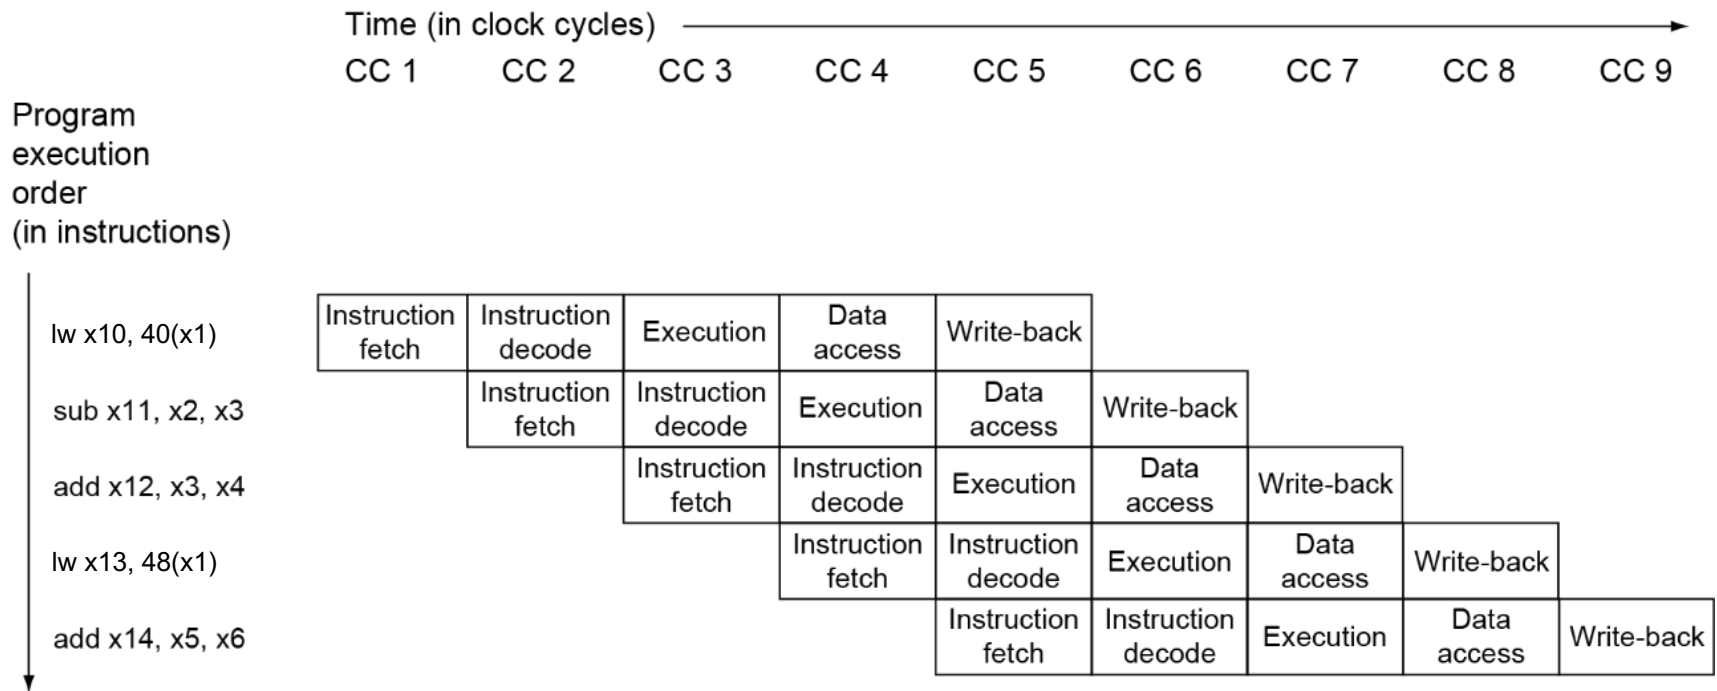 Time (in clock cycles)
CC 1 CC 2 CC 3 CC 4 CC 5 CC 6 CC 7 CC 8 CC 9
Program
execution
order
(in instructions)
lw x10, 40(x1)
Instruction
fetch
Instruction
decode
Execution
Data
access
Write-back
sub x11, x2, x3
Instruction
fetch
Instruction
decode
Execution
Data
access
Write-back
add x12, x3, x4
Instruction
fetch
Instruction
decode
Execution
Data
access
Write-back
lw x13, 48(x1)
Instruction
fetch
Instruction
decode
Execution
Data
access
Write-back
add x14, x5, x6
Instruction
fetch
Instruction
decode
Execution
Data
access
Write-back